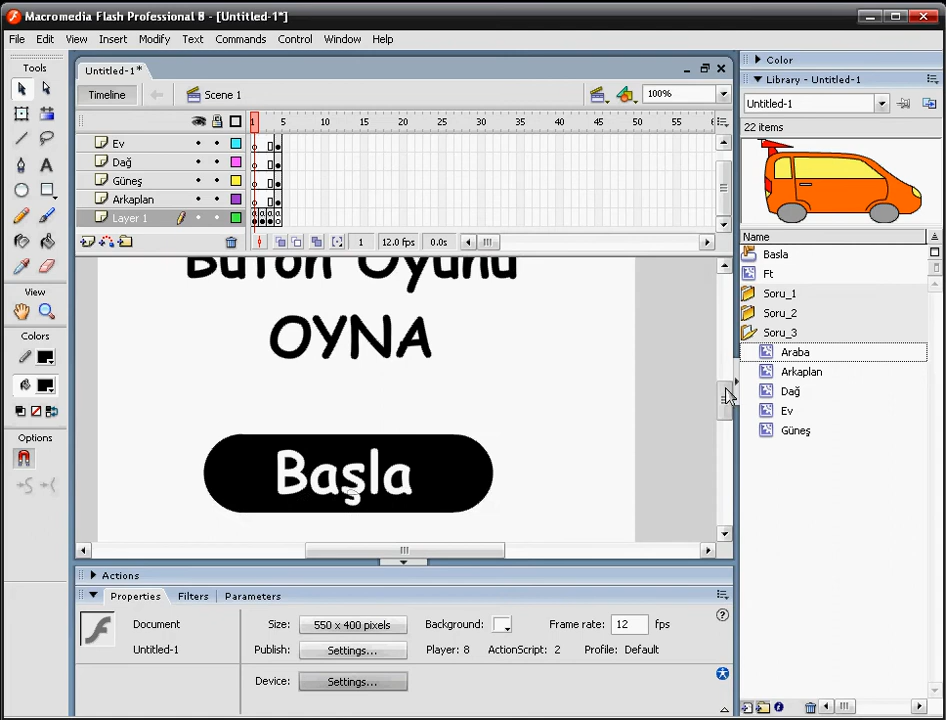 Macromedia Flash Professional 8 - [Untitled-1*]
File Edit View Insert Modify Text Commands Control Window Help
Tools
View
Colors
Options
Untitled-1*
Timeline
Scene 1
100%
1 5 10 15 20 25 30 35 40 45 50 55 6
Ev
Dağ
Güneş
Arkaplan
Layer 1
1 12.0 fps 0.0s
Buton Oyunu
OYNA
Başla
Actions
Properties Filters Parameters
Document
Untitled-1
Size: 550 x 400 pixels Background: Frame rate: 12 fps
Publish: Settings... Player: 8 ActionScript: 2 Profile: Default
Device: Settings...
Color
Library - Untitled-1
Untitled-1
22 items
Name
Basla
Ft
Soru_1
Soru_2
Soru_3
Araba
Arkaplan
Dağ
Ev
Güneş